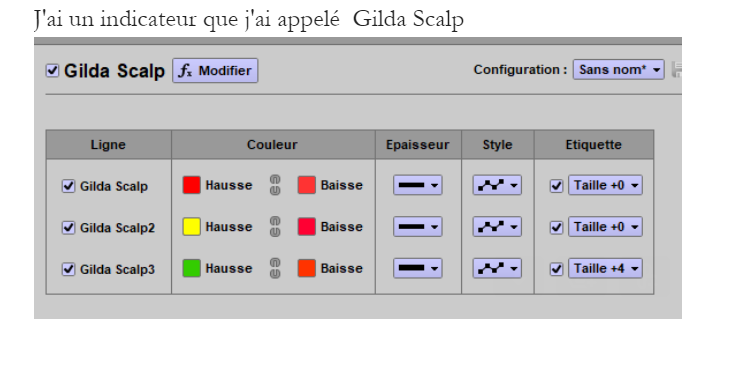 J'ai un indicateur que j'ai appelé Gilda Scalp
Gilda Scalp fx Modifier Configuration : Sans nom*
Ligne Couleur Epaisseur Style Etiquette
Gilda Scalp Hausse Baisse Taille +0
Gilda Scalp2 Hausse Baisse Taille +0
Gilda Scalp3 Hausse Baisse Taille +4